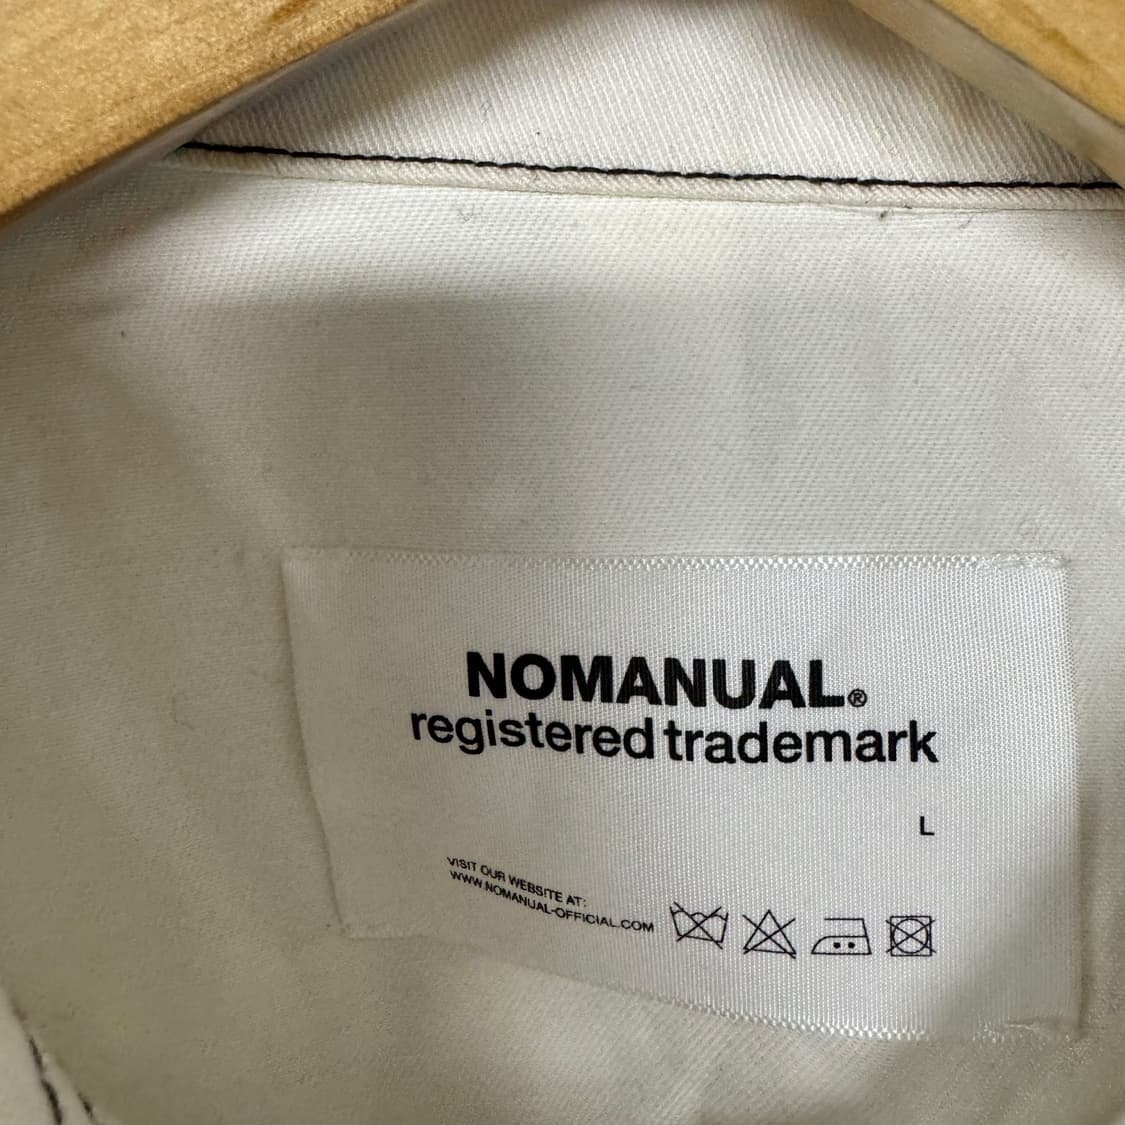 NOMANUAL®
registered trademark
L
VISIT OUR WEBSITE AT:
WWW.NOMANUAL-OFFICIAL.COM